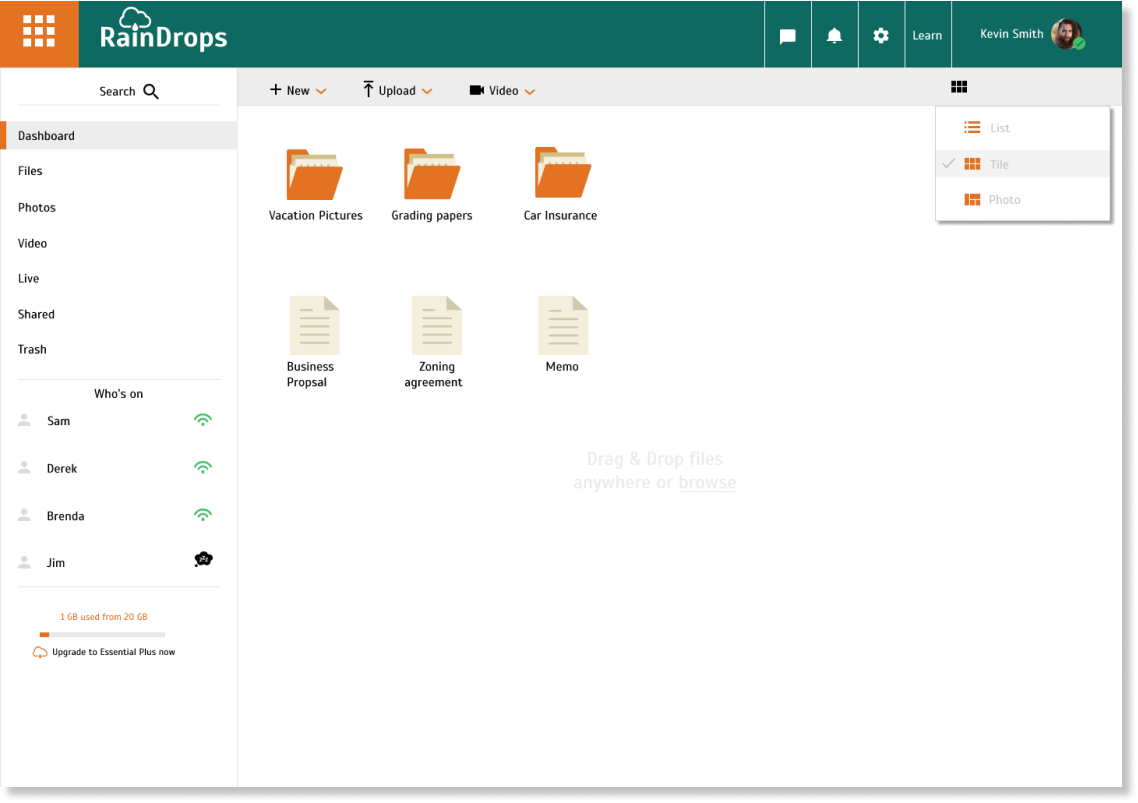 RainDrops
Learn
Kevin Smith
Search
New
Upload
Video
List
Tile
Photo
Dashboard
Files
Photos
Video
Live
Shared
Trash
Who's on
Sam
Derek
Brenda
Jim
1 GB used from 20 GB
Upgrade to Essential Plus now
Vacation Pictures
Grading papers
Car Insurance
Business
Propsal
Zoning
agreement
Memo
Drag & Drop files
anywhere or browse